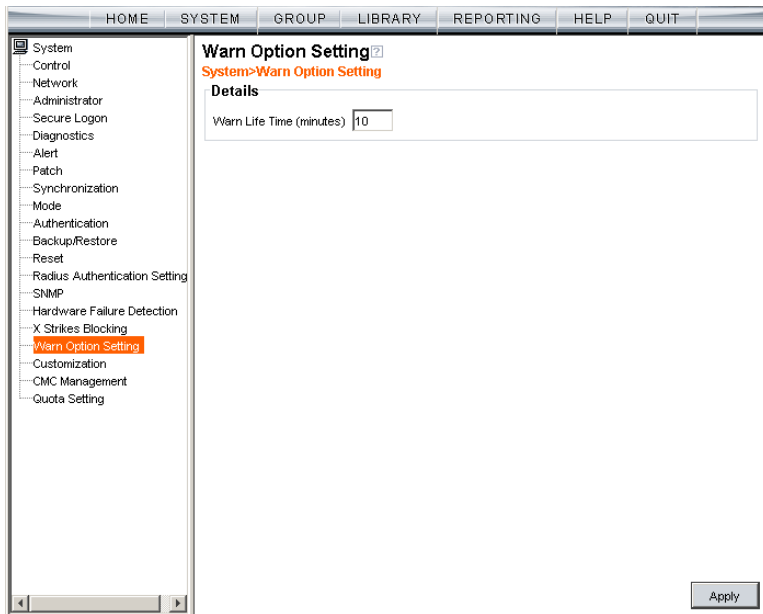 HOME SYSTEM GROUP LIBRARY REPORTING HELP QUIT
System
Control
Network
Administrator
Secure Logon
Diagnostics
Alert
Patch
Synchronization
Mode
Authentication
Backup/Restore
Reset
Radius Authentication Setting
SNMP
Hardware Failure Detection
X Strikes Blocking
Warn Option Setting
Customization
CMC Management
Quota Setting
Warn Option Setting ?
System>Warn Option Setting
Details
Warn Life Time (minutes) 10
Apply